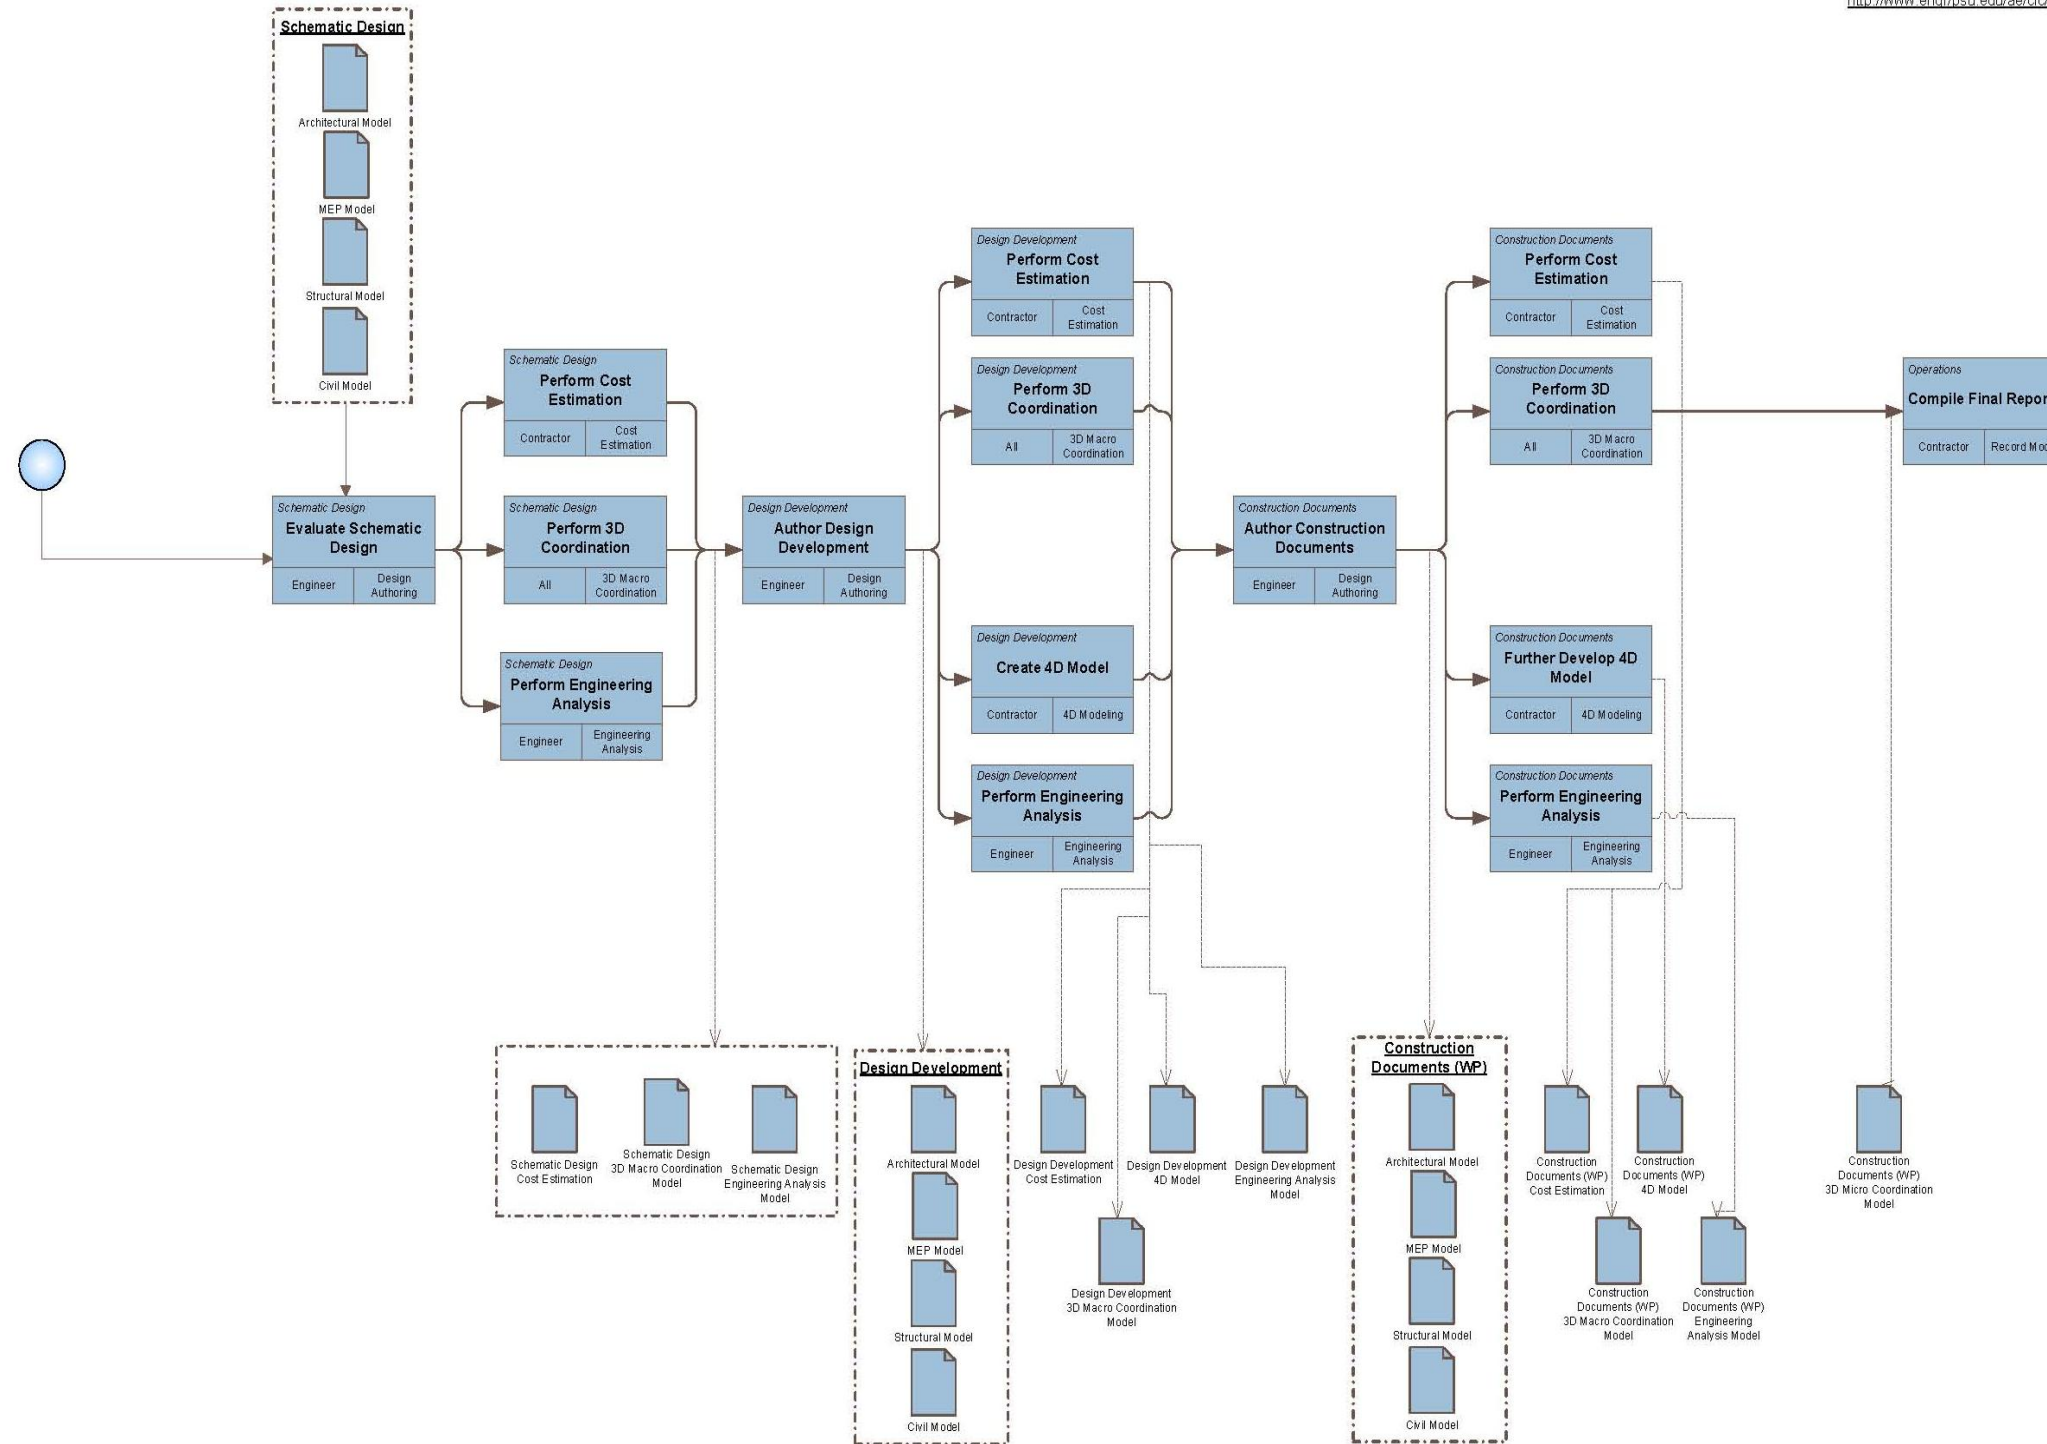 Schematic Design
Architectural Model
MEP Model
Structural Model
Civil Model
Schematic Design
Evaluate Schematic
Design
Engineer
Design
Authoring
Schematic Design
Perform Cost
Estimation
Contractor
Cost
Estimation
Schematic Design
Perform 3D
Coordination
All
3D Macro
Coordination
Schematic Design
Perform Engineering
Analysis
Engineer
Engineering
Analysis
Design Development
Author Design
Development
Engineer
Design
Authoring
Design Development
Perform Cost
Estimation
Contractor
Cost
Estimation
Design Development
Perform 3D
Coordination
All
3D Macro
Coordination
Design Development
Create 4D Model
Contractor
4D Modeling
Design Development
Perform Engineering
Analysis
Engineer
Engineering
Analysis
Construction Documents
Author Construction
Documents
Engineer
Design
Authoring
Construction Documents
Perform Cost
Estimation
Contractor
Cost
Estimation
Construction Documents
Perform 3D
Coordination
All
3D Macro
Coordination
Construction Documents
Further Develop 4D
Model
Contractor
4D Modeling
Construction Documents
Perform Engineering
Analysis
Engineer
Engineering
Analysis
Operations
Compile Final
Contractor
Record
Schematic Design
Cost Estimation
Schematic Design
3D Macro Coordination
Model
Schematic Design
Engineering Analysis
Model
Design Development
Architectural Model
MEP Model
Structural Model
Civil Model
Design Development
Cost Estimation
Design Development
3D Macro Coordination
Model
Design Development
4D Model
Design Development
Engineering Analysis
Model
Construction
Documents (WP)
Architectural Model
MEP Model
Structural Model
Civil Model
Construction
Documents (WP)
Cost Estimation
Construction
Documents (WP)
3D Macro Coordination
Model
Construction
Documents (WP)
4D Model
Construction
Documents (WP)
Engineering
Analysis Model
Construction
Documents (WP)
3D Micro Coordination
Model